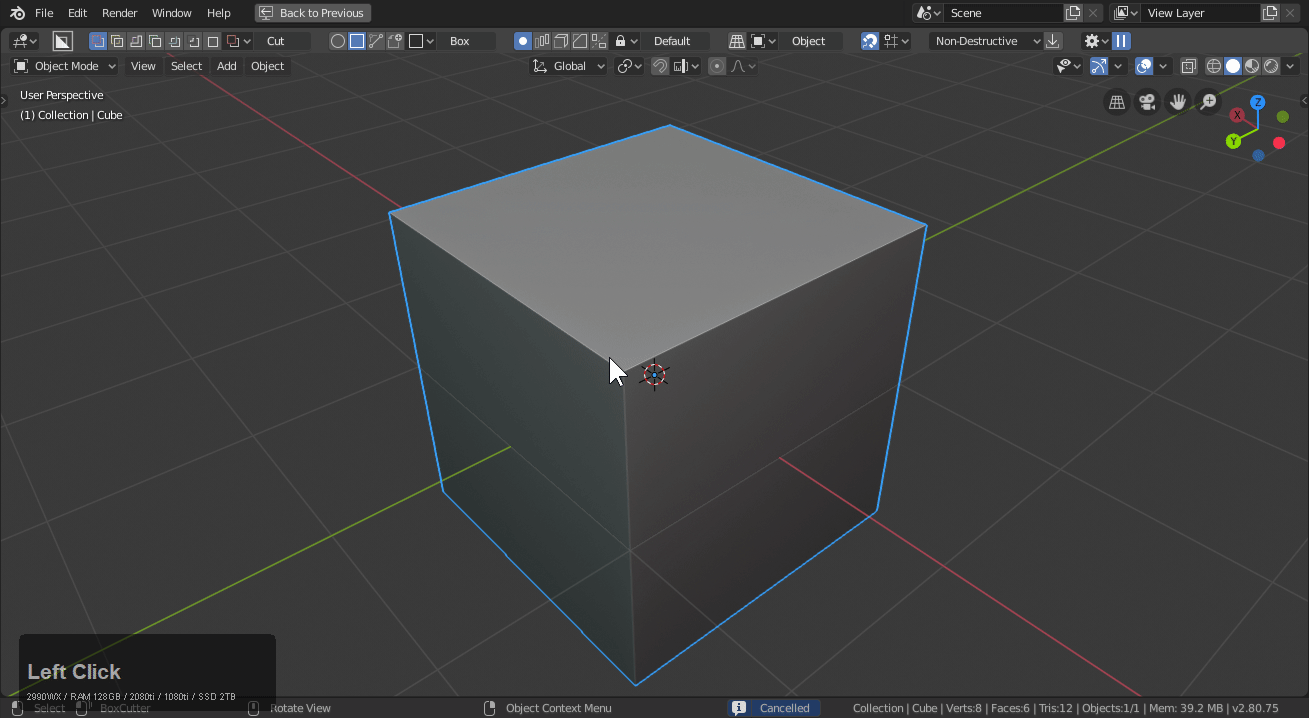 File Edit Render Window Help Back to Previous Scene View Layer
Cut Box Default Object Non-Destructive
Object Mode View Select Add Object Global
User Perspective
(1) Collection | Cube
Z
X
Y
Left Click
2990WX / RAM 128GB / 2080ti / 1080ti / SSD 2TB
Select BoxCutter Rotate View Object Context Menu Cancelled Collection | Cube | Verts:8 | Faces:6 | Tris:12 | Objects:1/1 | Mem: 39.2 MB | v2.80.75